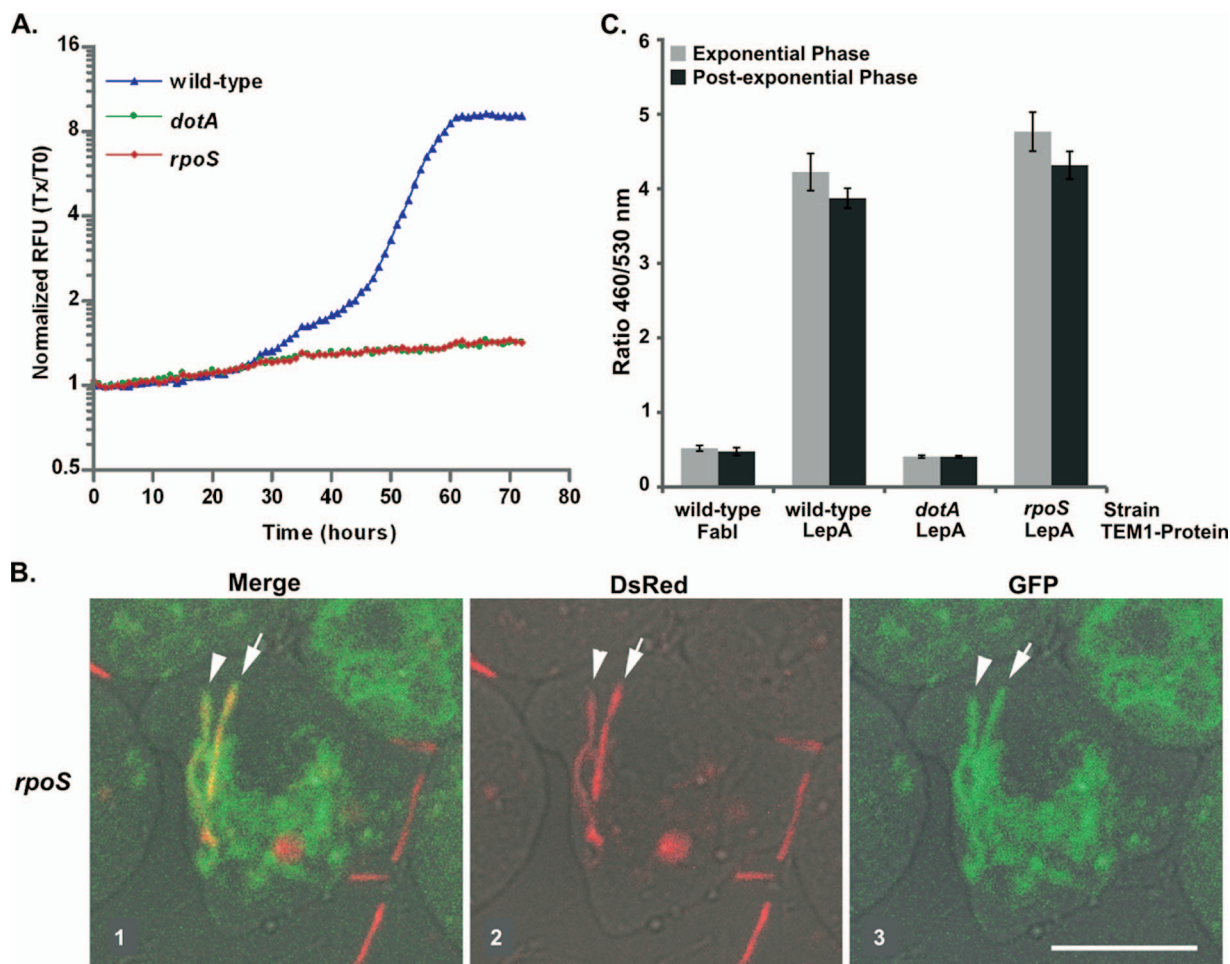 A.
16
8
4
2
1
0.5
Normalized RFU (Tx/T0)
wild-type
dotA
rpoS
0 10 20 30 40 50 60 70 80
Time (hours)
C.
Exponential Phase
Post-exponential Phase
6
5
4
3
2
1
0
Ratio 460/530 nm
wild-type wild-type dotA rpoS Strain
FabI LepA LepA LepA TEM1-Protein
B.
Merge DsRed GFP
rpoS
1 2 3